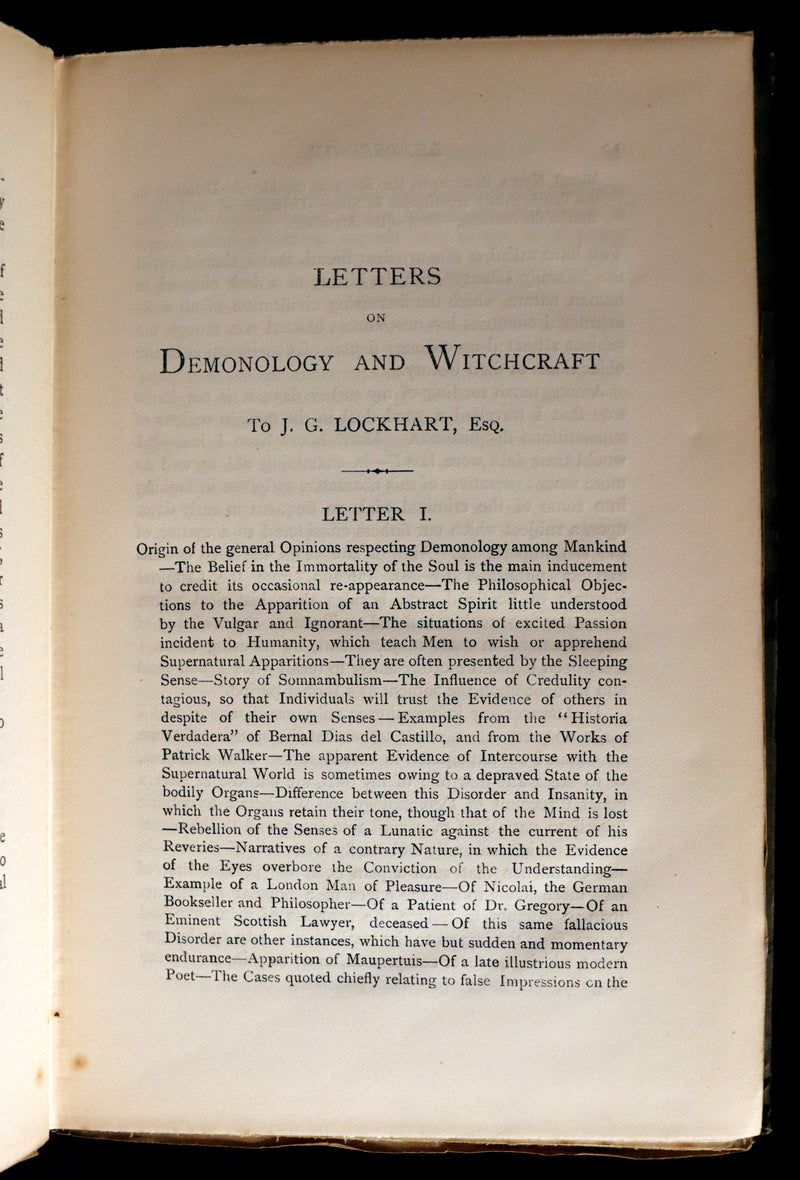 LETTERS
ON
DEMONOLOGY AND WITCHCRAFT
To J. G. LOCKHART, Esq.
LETTER I.
Origin of the general Opinions respecting Demonology among Mankind
—The Belief in the Immortality of the Soul is the main inducement
to credit its occasional re-appearance—The Philosophical Objec-
tions to the Apparition of an Abstract Spirit little understood
by the Vulgar and Ignorant—The situations of excited Passion
incident to Humanity, which teach Men to wish or apprehend
Supernatural Apparitions—They are often presented by the Sleeping
Sense—Story of Somnambulism—The Influence of Credulity con-
tagious, so that Individuals will trust the Evidence of others in
despite of their own Senses—Examples from the “Historia
Verdadera” of Bernal Dias del Castillo, and from the Works of
Patrick Walker—The apparent Evidence of Intercourse with the
Supernatural World is sometimes owing to a depraved State of the
bodily Organs—Difference between this Disorder and Insanity, in
which the Organs retain their tone, though that of the Mind is lost
—Rebellion of the Senses of a Lunatic against the current of his
Reveries—Narratives of a contrary Nature, in which the Evidence
of the Eyes overbore the Conviction of the Understanding—
Example of a London Man of Pleasure—Of Nicolai, the German
Bookseller and Philosopher—Of a Patient of Dr. Gregory—Of an
Eminent Scottish Lawyer, deceased—Of this same fallacious
Disorder are other instances, which have but sudden and momentary
endurance—Apparition of Maupertuis—Of a late illustrious modern
Poet—The Cases quoted chiefly relating to false Impressions on the